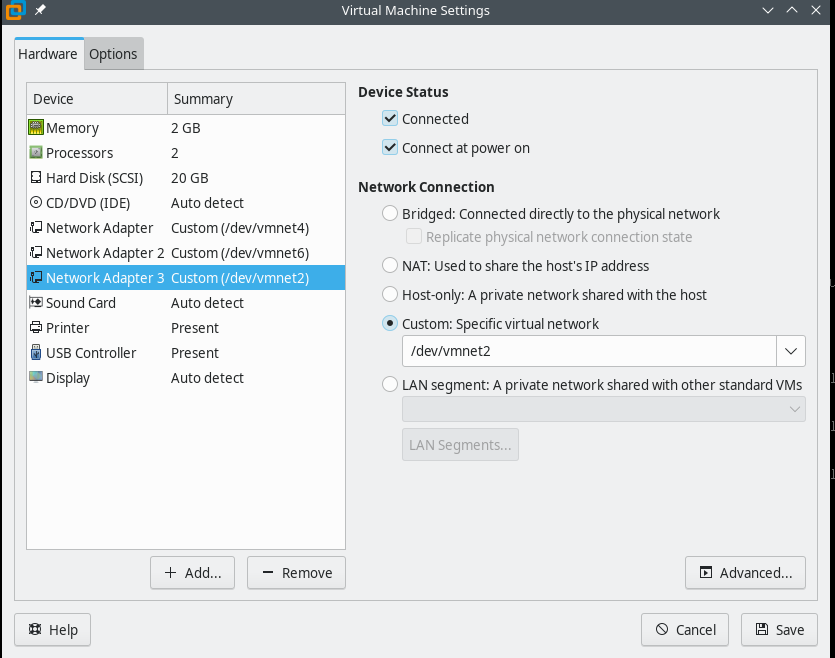 Virtual Machine Settings
Hardware Options
Device Summary
Memory 2 GB
Processors 2
Hard Disk (SCSI) 20 GB
CD/DVD (IDE) Auto detect
Network Adapter Custom (/dev/vmnet4)
Network Adapter 2 Custom (/dev/vmnet6)
Network Adapter 3 Custom (/dev/vmnet2)
Sound Card Auto detect
Printer Present
USB Controller Present
Display Auto detect
Add... Remove
Device Status
Connected
Connect at power on
Network Connection
Bridged: Connected directly to the physical network
Replicate physical network connection state
NAT: Used to share the host's IP address
Host-only: A private network shared with the host
Custom: Specific virtual network
/dev/vmnet2
LAN segment: A private network shared with other standard VMs
LAN Segments...
Advanced...
Help Cancel Save